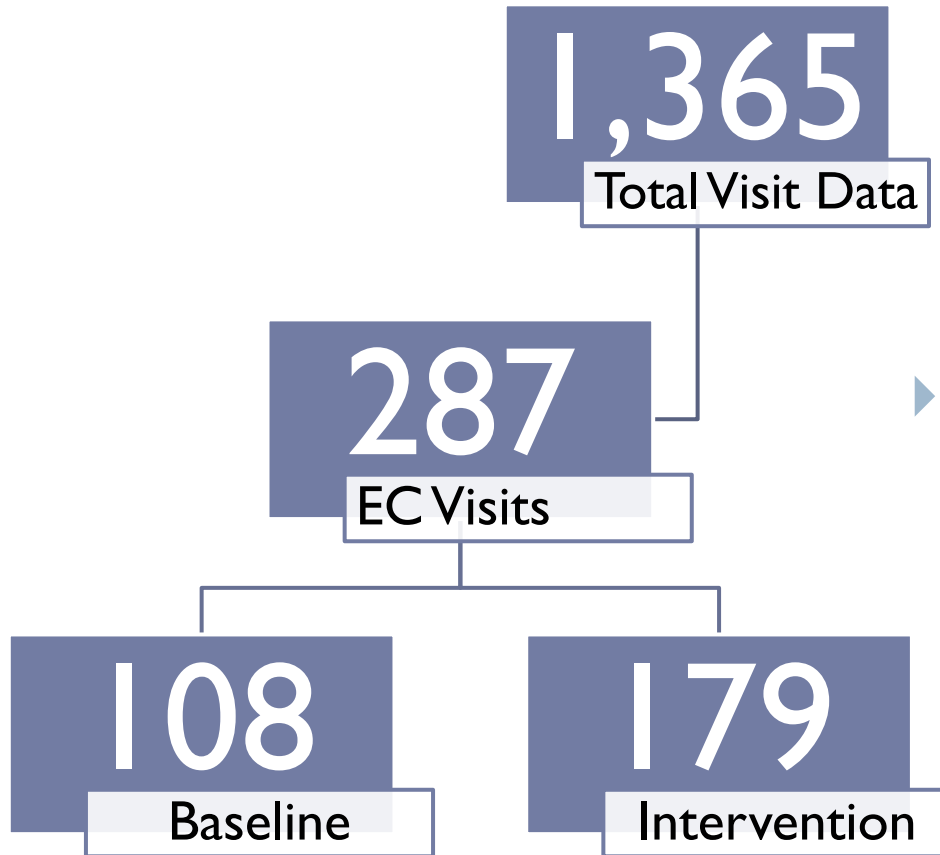 1,365
Total Visit Data
287
EC Visits
108
Baseline
179
Intervention